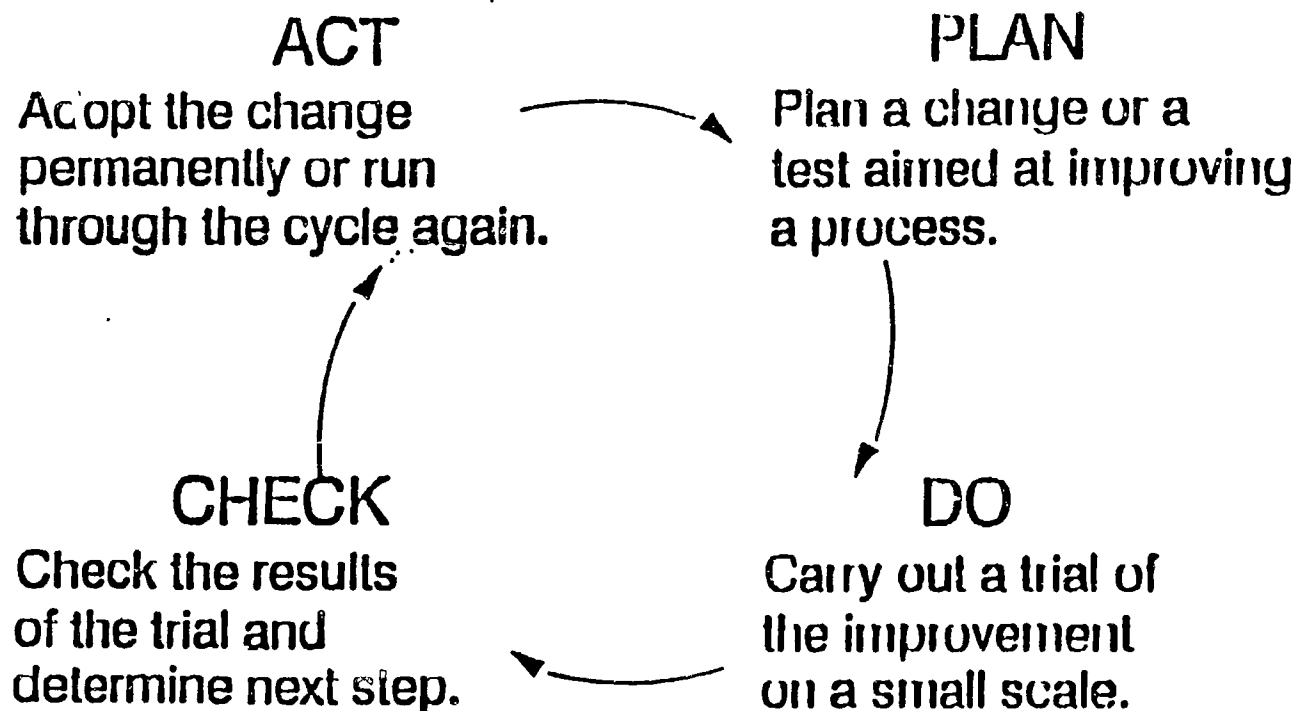 ACT
Adopt the change
permanently or run
through the cycle again.
PLAN
Plan a change or a
test aimed at improving
a process.
CHECK
Check the results
of the trial and
determine next step.
DO
Carry out a trial of
the improvement
on a small scale.